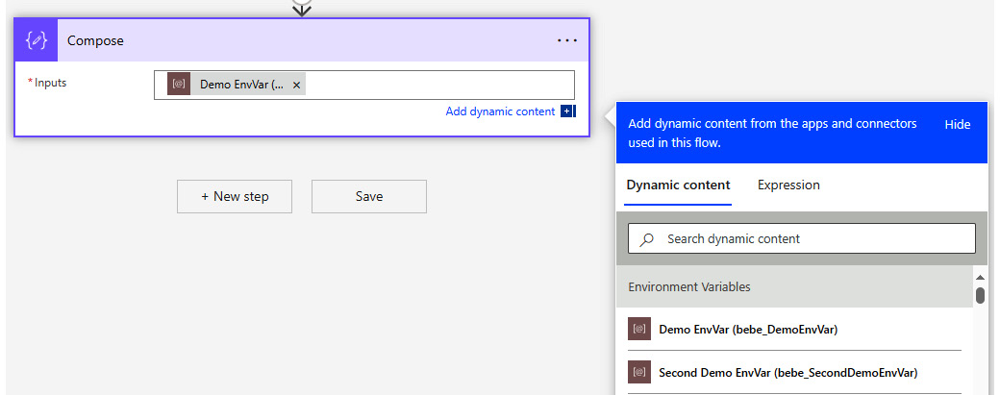 Compose
*Inputs
Demo EnvVar (...
Add dynamic content
+ New step
Save
Add dynamic content from the apps and connectors
used in this flow.
Hide
Dynamic content
Expression
Search dynamic content
Environment Variables
Demo EnvVar (bebe_DemoEnvVar)
Second Demo EnvVar (bebe_SecondDemoEnvVar)